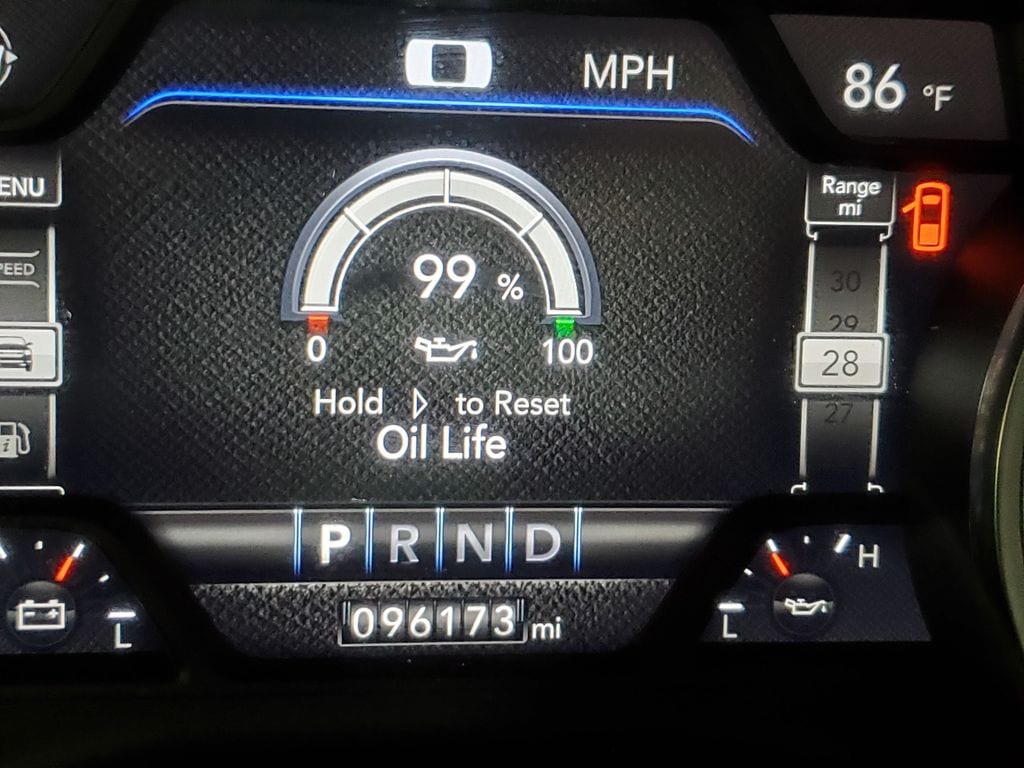 MPH
86 °F
ENU
Range
mi
PEED
30
29
28
27
99 %
0
100
Hold ▷ to Reset
Oil Life
P R N D
H
L
L
096173 mi